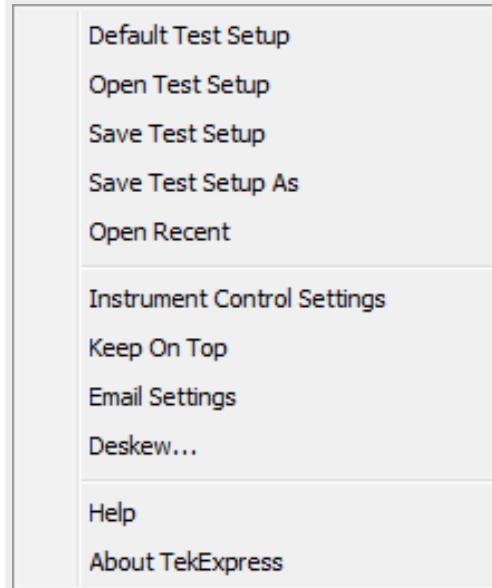 Default Test Setup
Open Test Setup
Save Test Setup
Save Test Setup As
Open Recent
Instrument Control Settings
Keep On Top
Email Settings
Deskew...
Help
About TekExpress